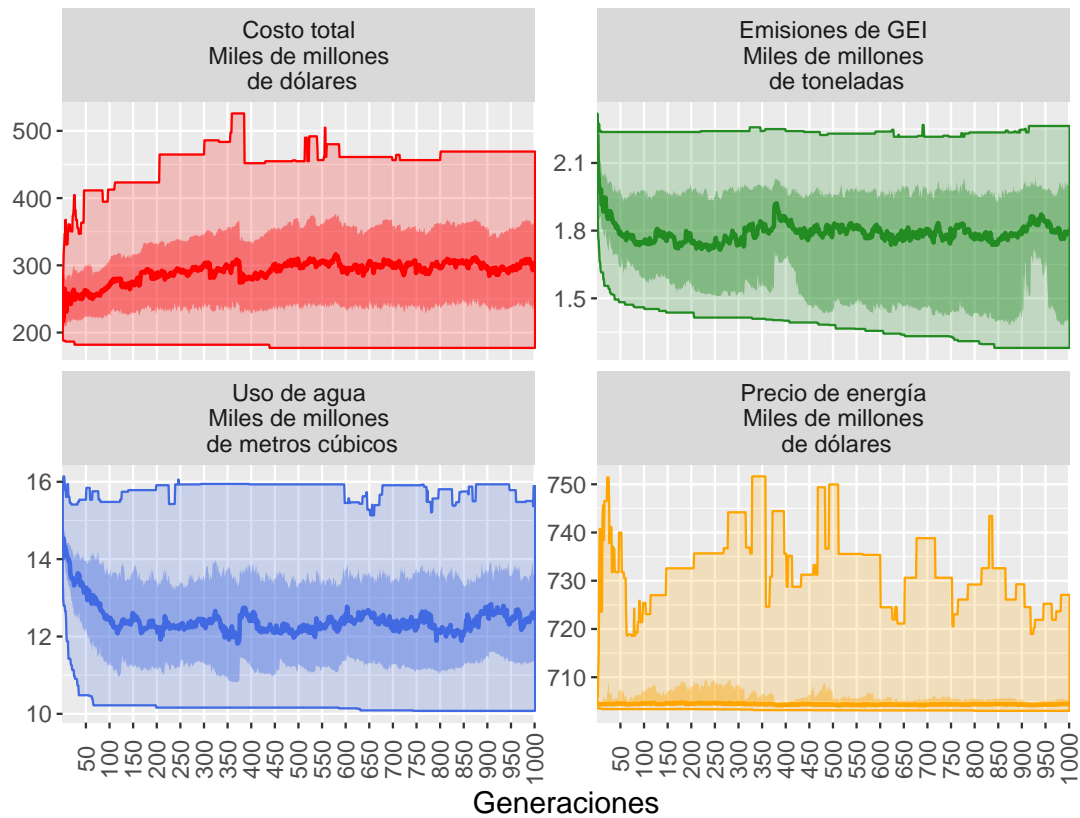 Costo total
Miles de millones
de dólares
Emisiones de GEI
Miles de millones
de toneladas
500
400
300
200
2.1
1.8
1.5
Uso de agua
Miles de millones
de metros cúbicos
Precio de energía
Miles de millones
de dólares
16
14
12
10
750
740
730
720
710
50 100 150 200 250 300 350 400 450 500 550 600 650 700 750 800 850 900 950 1000
50 100 150 200 250 300 350 400 450 500 550 600 650 700 750 800 850 900 950 1000
Generaciones